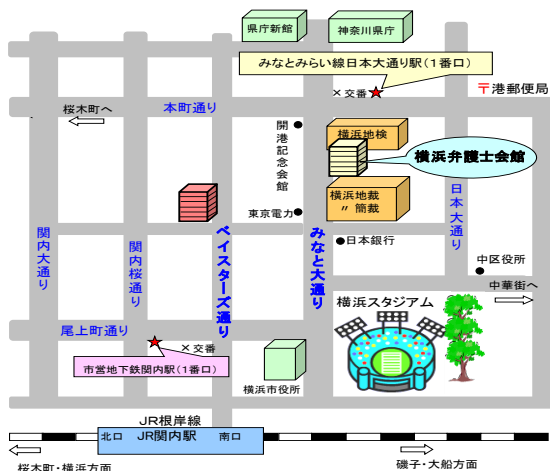 県庁新館
神奈川県庁
みなとみらい線日本大通り駅(1番口)
×交番
〒港郵便局
桜木町へ
本町通り
開港記念会館
横浜地検
横浜弁護士会館
横浜地裁
〃 簡裁
日本大通り
東京電力
関内大通り
関内桜通り
ベイスターズ通り
みなと大通り
日本銀行
中区役所
中華街へ
横浜スタジアム
尾上町通り
×交番
市営地下鉄関内駅(1番口)
横浜市役所
JR根岸線
北口 JR関内駅 南口
桜木町・横浜方面
磯子・大船方面